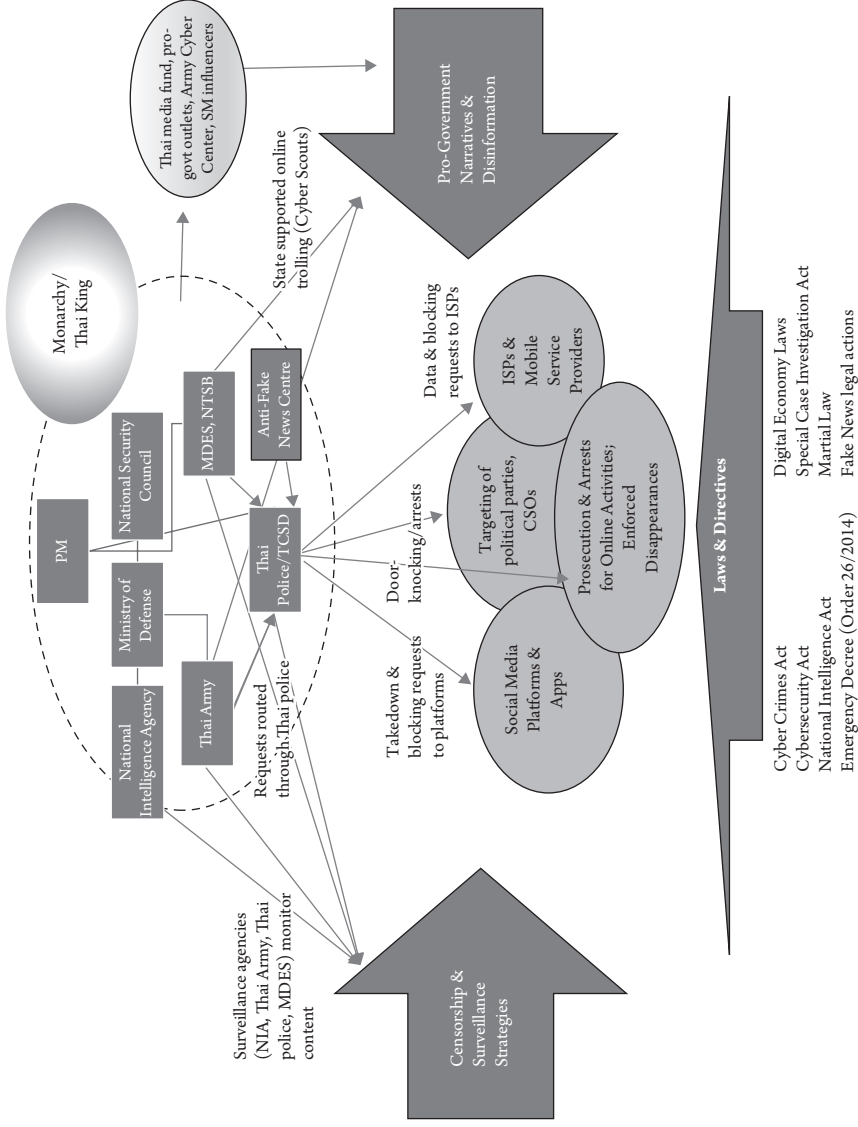 Monarchy/
Thai King
Thai media fund, pro-
govt outlets, Army Cyber
Center, SM influencers
PM
National
Intelligence Agency
Ministry of
Defense
National Security
Council
Thai Army
MDES, NTSB
Thai
Police/TCSD
Anti-Fake
News Centre
Requests routed
through Thai police
State supported online
trolling (Cyber Scouts)
Surveillance agencies
(NIA, Thai Army, Thai
police, MDES) monitor
content
Takedown &
blocking requests
to platforms
Door-
knocking/arrests
Data & blocking
requests to ISPs
Censorship &
Surveillance
Strategies
Social Media
Platforms &
Apps
Targeting of
political parties,
CSOs
ISPs &
Mobile
Service
Providers
Prosecution & Arrests
for Online Activities;
Enforced
Disappearances
Pro-Government
Narratives &
Disinformation
Laws & Directives
Cyber Crimes Act
Cybersecurity Act
National Intelligence Act
Emergency Decree (Order 26/2014)
Digital Economy Laws
Special Case Investigation Act
Martial Law
Fake News legal actions